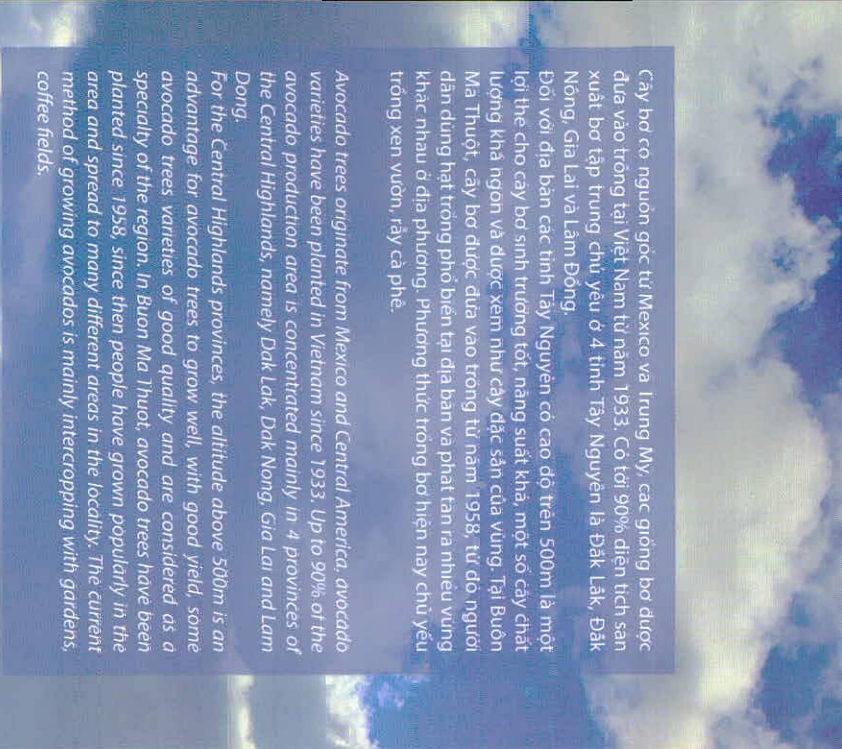 Cây bơ có nguồn gốc từ Mexico và Trung Mỹ, các giống bơ được
đưa vào trồng tại Việt Nam từ năm 1933. Có tới 90% diện tích sản
xuất bơ tập trung chủ yếu ở 4 tỉnh Tây Nguyên là Đắk Lắk, Đắk
Nông, Gia Lai và Lâm Đồng.
Đối với địa bàn các tỉnh Tây Nguyên có cao độ trên 500m là một
lợi thế cho cây bơ sinh trưởng tốt, năng suất khá, một số cây chất
lượng khá ngon và được xem như cây đặc sản của vùng. Tại Buôn
Ma Thuột, cây bơ được đưa vào trồng từ năm 1958, từ đó người
dân dùng hạt trồng phổ biến tại địa bàn và phát tán ra nhiều vùng
khác nhau ở địa phương. Phương thức trồng bơ hiện nay chủ yếu
trồng xen vườn, rẫy cà phê.
Avocado trees originate from Mexico and Central America, avocado
varieties have been planted in Vietnam since 1933. Up to 90% of the
avocado production area is concentrated mainly in 4 provinces of
the Central Highlands, namely Dak Lak, Dak Nong, Gia Lai and Lam
Dong.
For the Central Highlands provinces, the altitude above 500m is an
advantage for avocado trees to grow well, with good yield, some
avocado trees varieties of good quality and are considered as a
specialty of the region. In Buon Ma Thuot, avocado trees have been
planted since 1958, since then people have grown popularly in the
area and spread to many different areas in the locality. The current
method of growing avocados is mainly intercropping with gardens,
coffee fields.